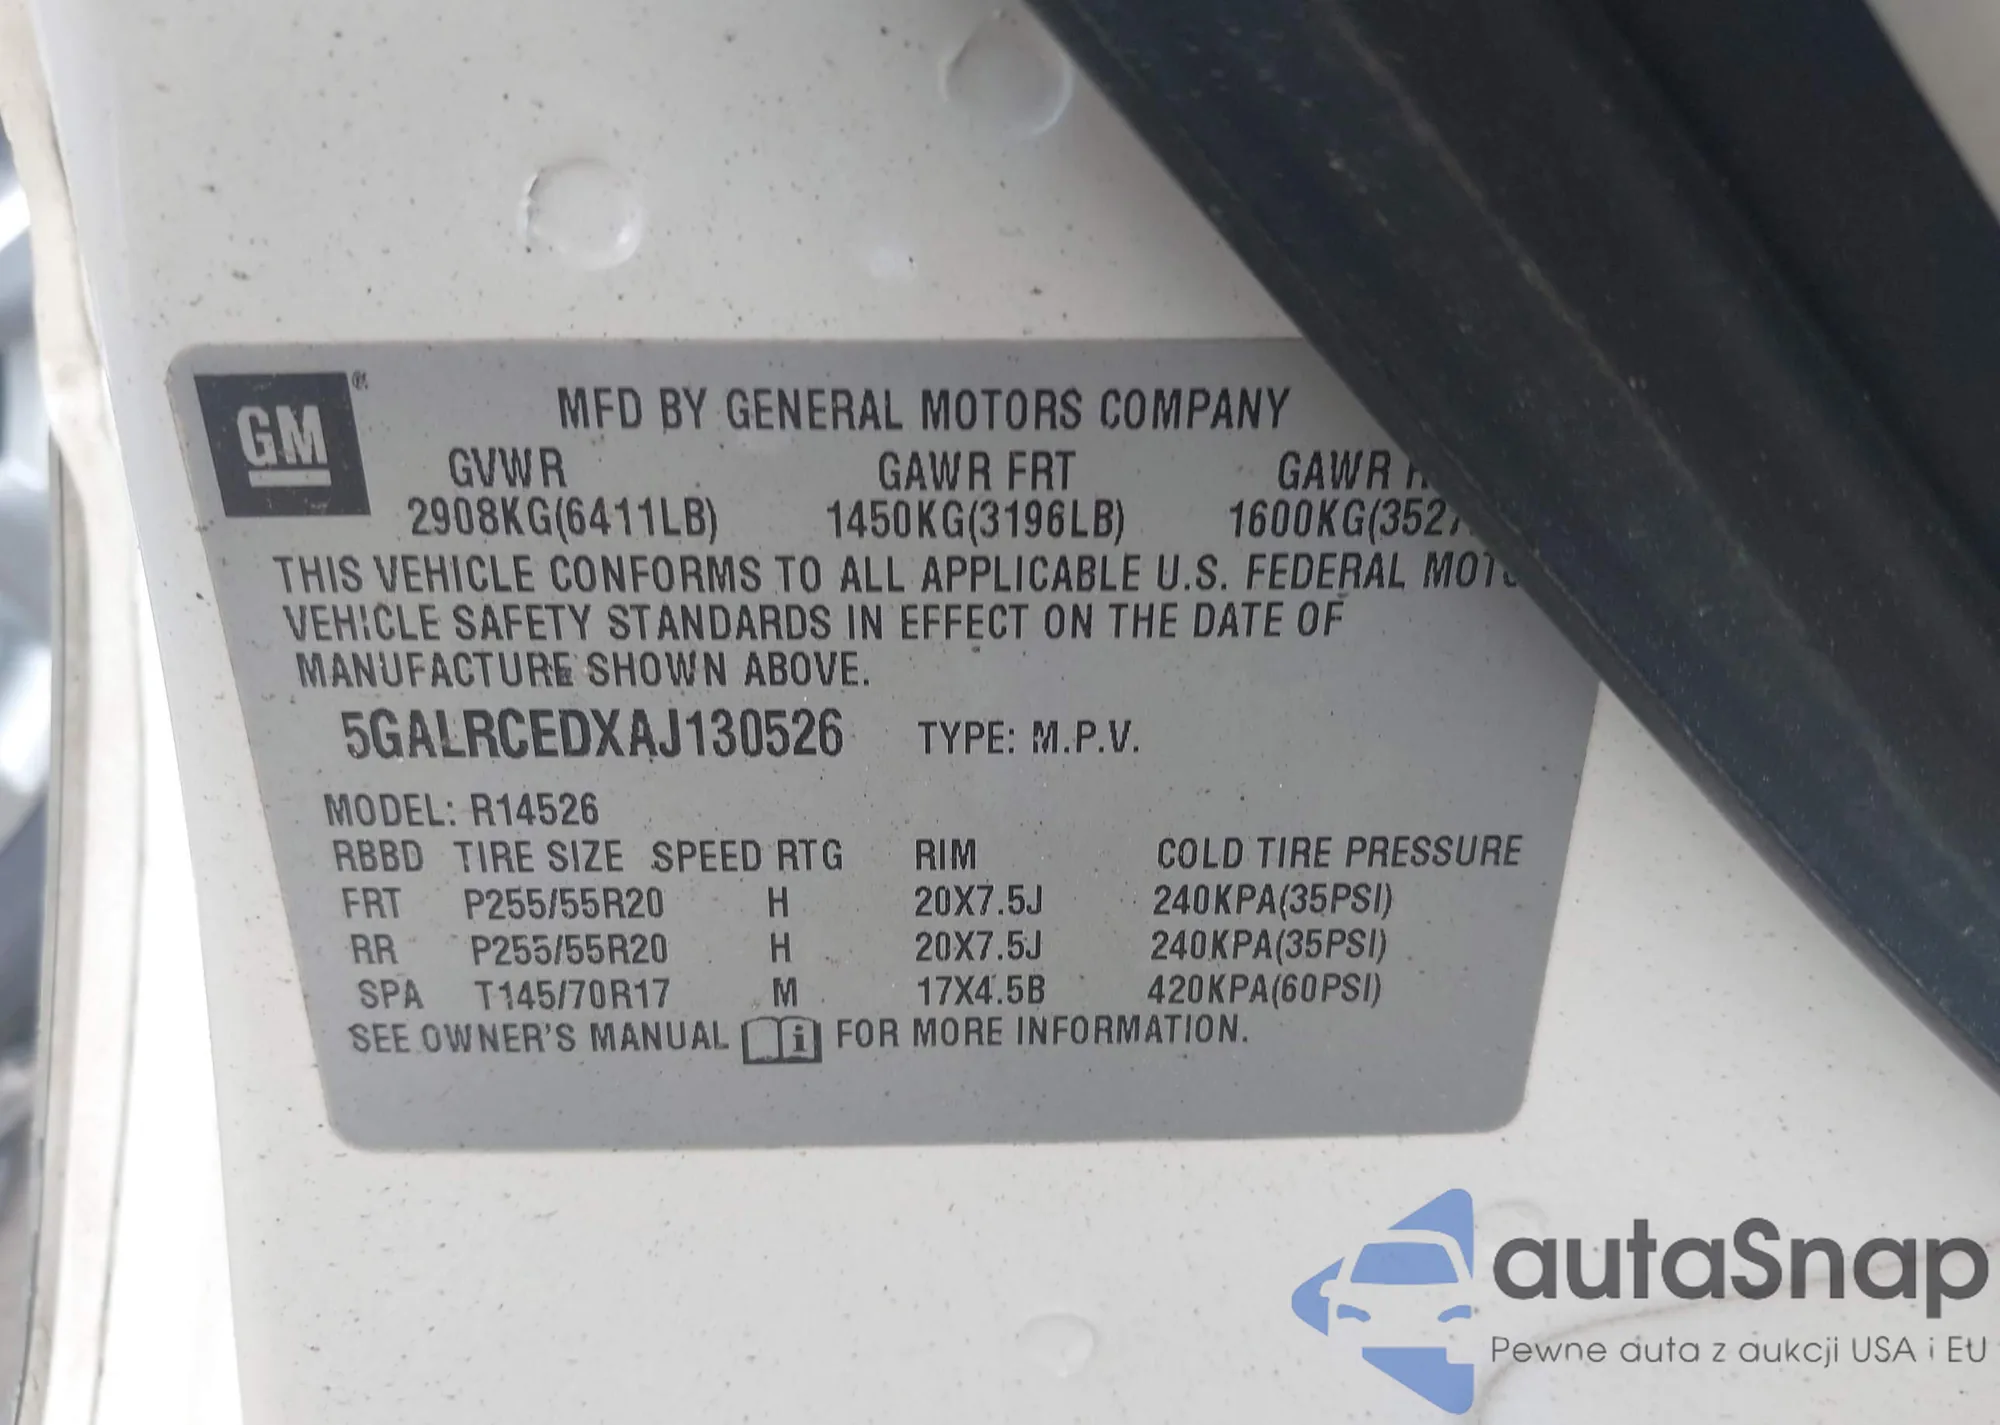 GM ®
MFD BY GENERAL MOTORS COMPANY
GVWR GAWR FRT GAWR
2908KG(6411LB) 1450KG(3196LB) 1600KG(3527
THIS VEHICLE CONFORMS TO ALL APPLICABLE U.S. FEDERAL
VEHICLE SAFETY STANDARDS IN EFFECT ON THE DATE OF
MANUFACTURE SHOWN ABOVE.
5GALRCEDXAJ130526 TYPE: M.P.V.
MODEL: R14526
RBBD TIRE SIZE SPEED RTG RIM COLD TIRE PRESSURE
FRT P255/55R20 H 20X7.5J 240KPA(35PSI)
RR P255/55R20 H 20X7.5J 240KPA(35PSI)
SPA T145/70R17 M 17X4.5B 420KPA(60PSI)
SEE OWNER'S MANUAL i FOR MORE INFORMATION.
autaSnap
Pewne auta z aukcji USA i EU